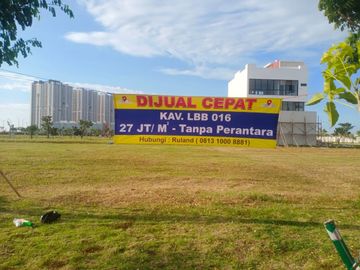 DIJUAL CEPAT
KAV. LBB 016
27 JT/ M² - Tanpa Perantara
Hubungi : Ruland ( 0813 1000 8881)